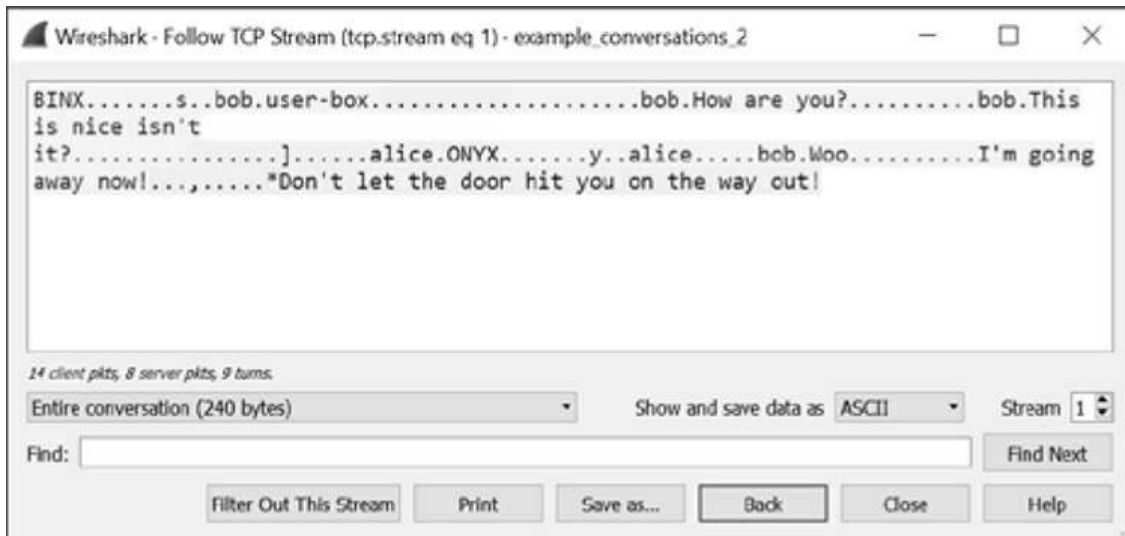 Wireshark - Follow TCP Stream (tcp.stream eq 1) - example_conversations_2
BINX.......s..bob.user-box......................bob.How are you?..........bob.This
is nice isn't
it?.................]......alice.ONYX.......y..alice.....bob.Woo..........I'm going
away now!...,.....*Don't let the door hit you on the way out!
14 client pkts, 8 server pkts, 9 turns.
Entire conversation (240 bytes) Show and save data as ASCII Stream 1
Find: Find Next
Filter Out This Stream Print Save as... Back Close Help